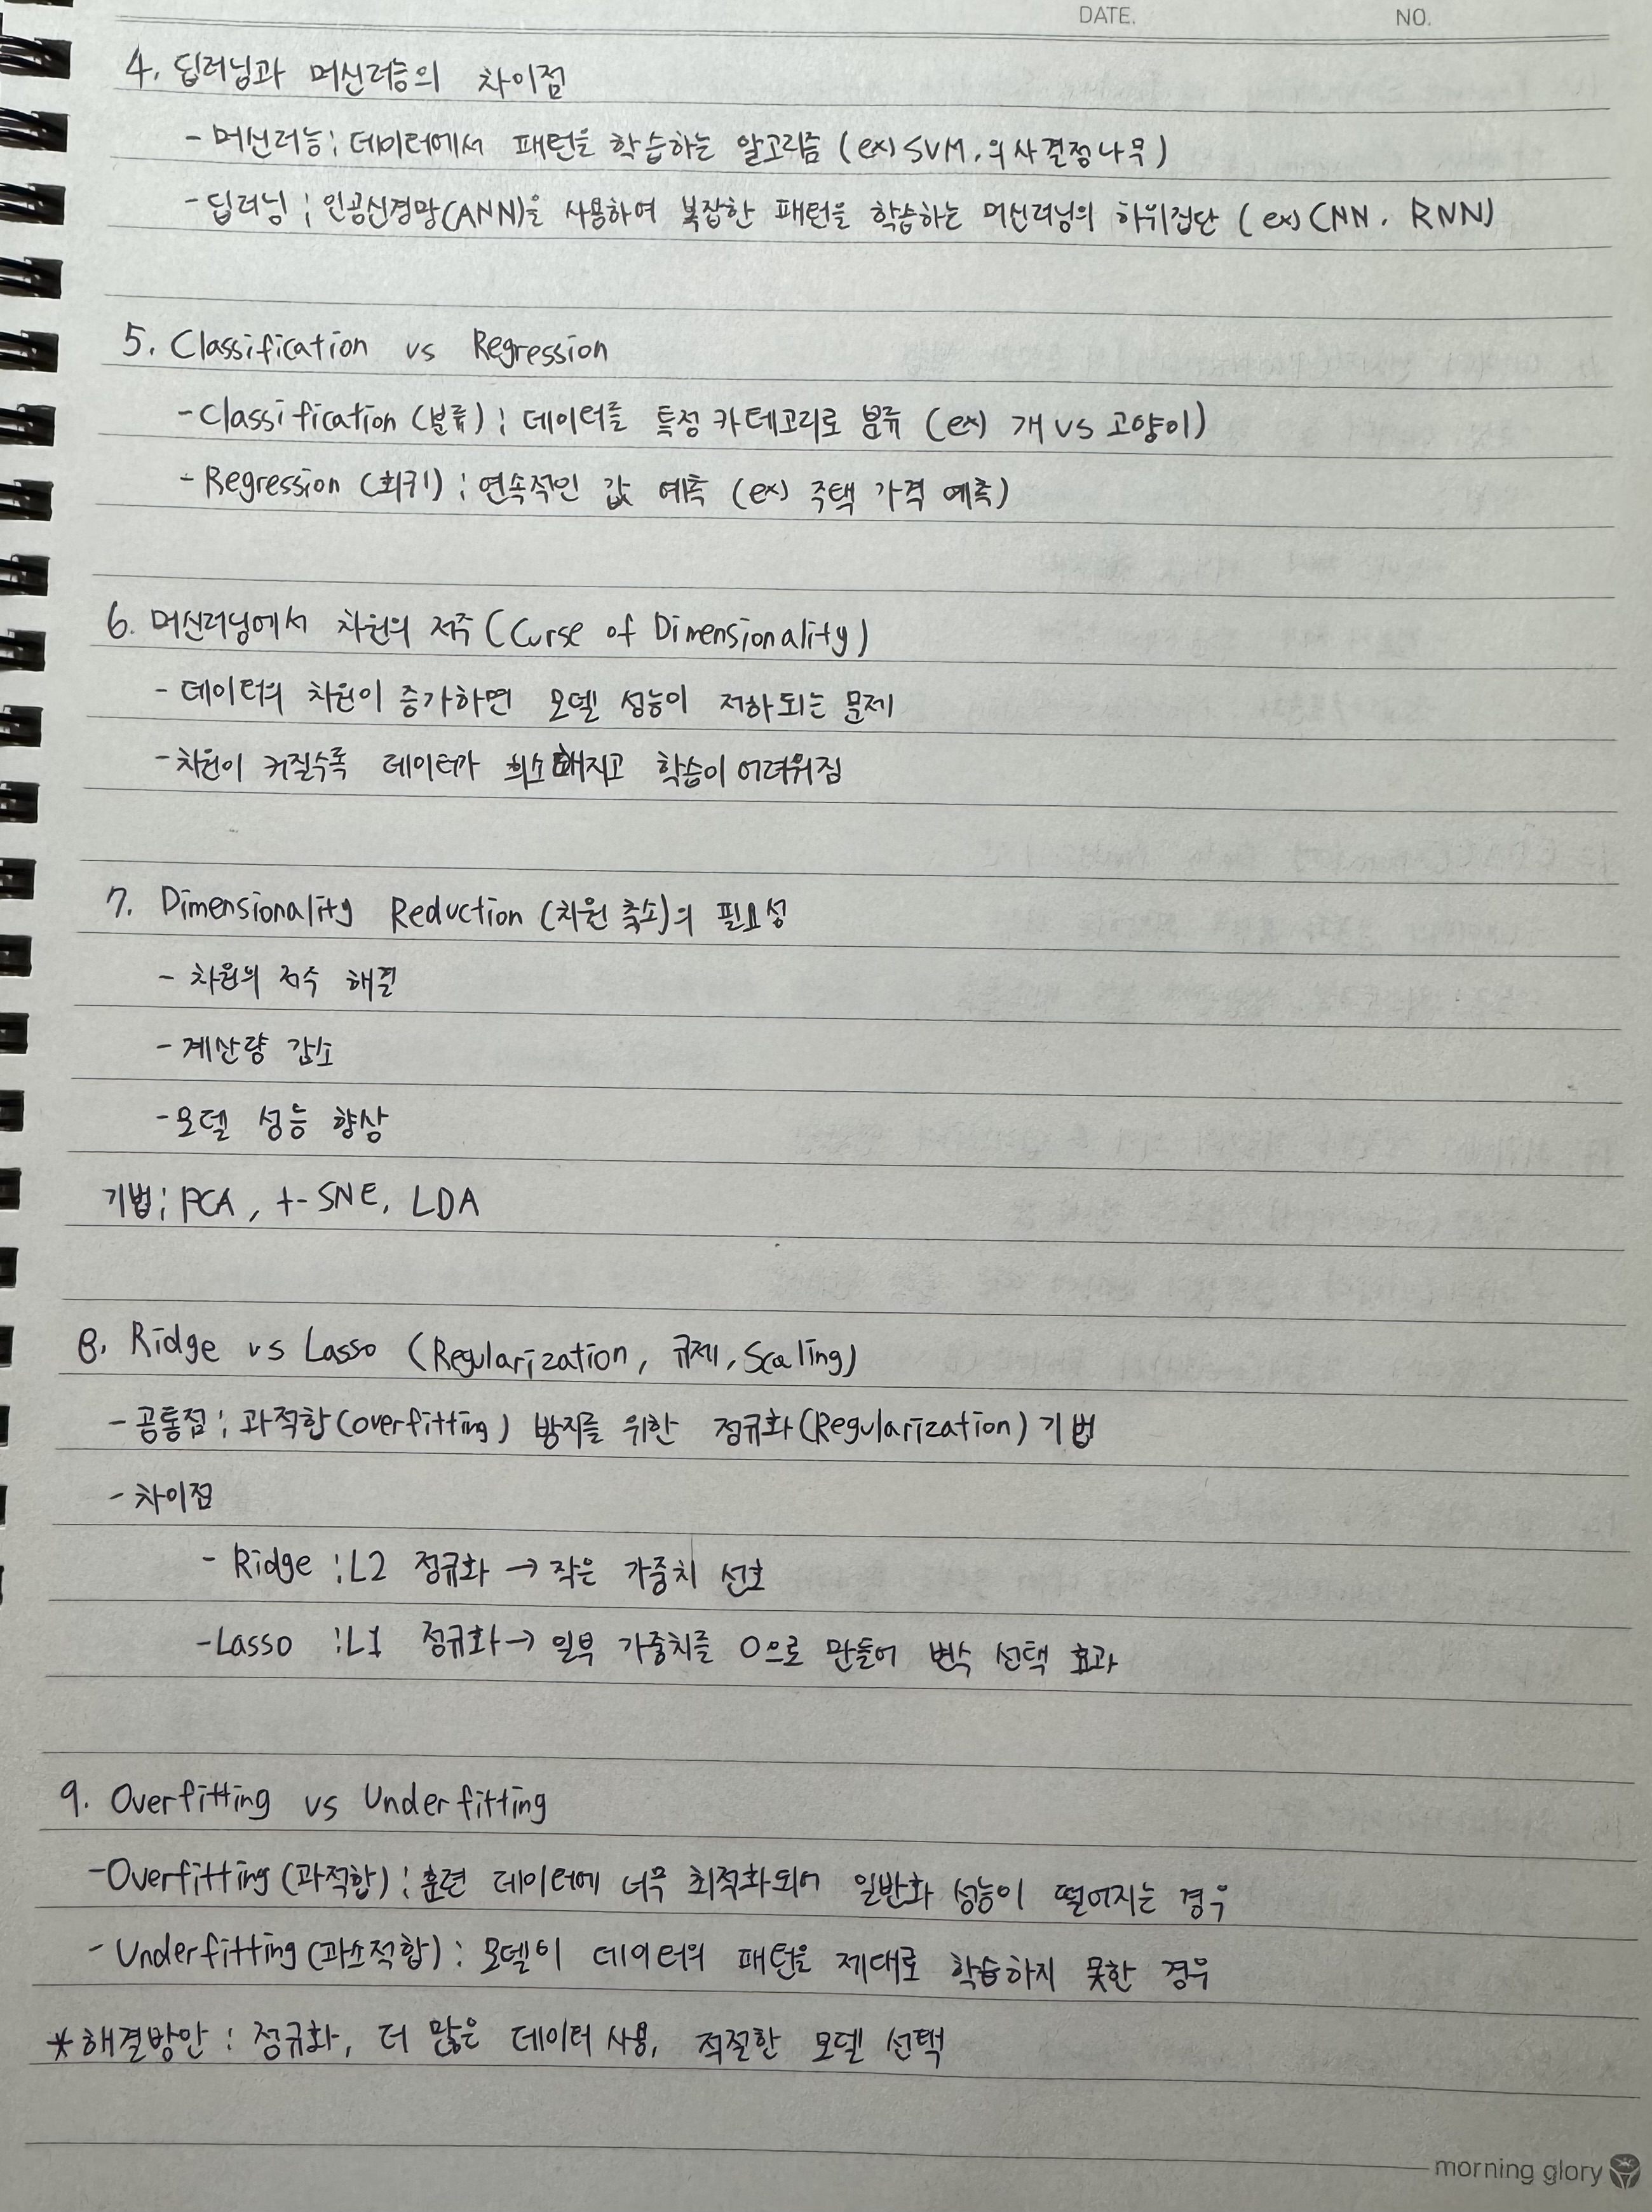 DATE. NO.
4. 딥러닝과 머신러능의 차이점
- 머신러능 : 데이터에서 패턴을 학습하는 알고리즘 (ex) SVM, 의사결정나무)
- 딥러닝 : 인공신경망(ANN)을 사용하여 복잡한 패턴을 학습하는 머신러닝의 하위집단 (ex) CNN, RNN)
5. Classification vs Regression
- Classification (분류) : 데이터를 특정 카테고리로 분류 (ex) 개 vs 고양이)
- Regression (회귀) : 연속적인 값 예측 (ex) 주택 가격 예측)
6. 머신러닝에서 차원의 저주 (Curse of Dimensionality)
- 데이터의 차원이 증가하면 모델 성능이 저하되는 문제
- 차원이 커질수록 데이터가 희소해지고 학습이 어려워짐
7. Dimensionality Reduction (차원 축소)의 필요성
- 차원의 저주 해결
- 계산량 감소
- 모델 성능 향상
기법 : PCA, t-SNE, LDA
8. Ridge vs Lasso (Regularization, 규제, Scaling)
- 공통점 : 과적합(overfitting) 방지를 위한 정규화(Regularization) 기법
- 차이점
- Ridge : L2 정규화 → 작은 가중치 선호
- Lasso : L1 정규화 → 일부 가중치를 0으로 만들어 변수 선택 효과
9. Overfitting vs Underfitting
- Overfitting (과적합) : 훈련 데이터에 너무 최적화되어 일반화 성능이 떨어지는 경우
- Underfitting (과소적합) : 모델이 데이터의 패턴을 제대로 학습하지 못한 경우
* 해결방안 : 정규화, 더 많은 데이터 사용, 적절한 모델 선택
morning glory